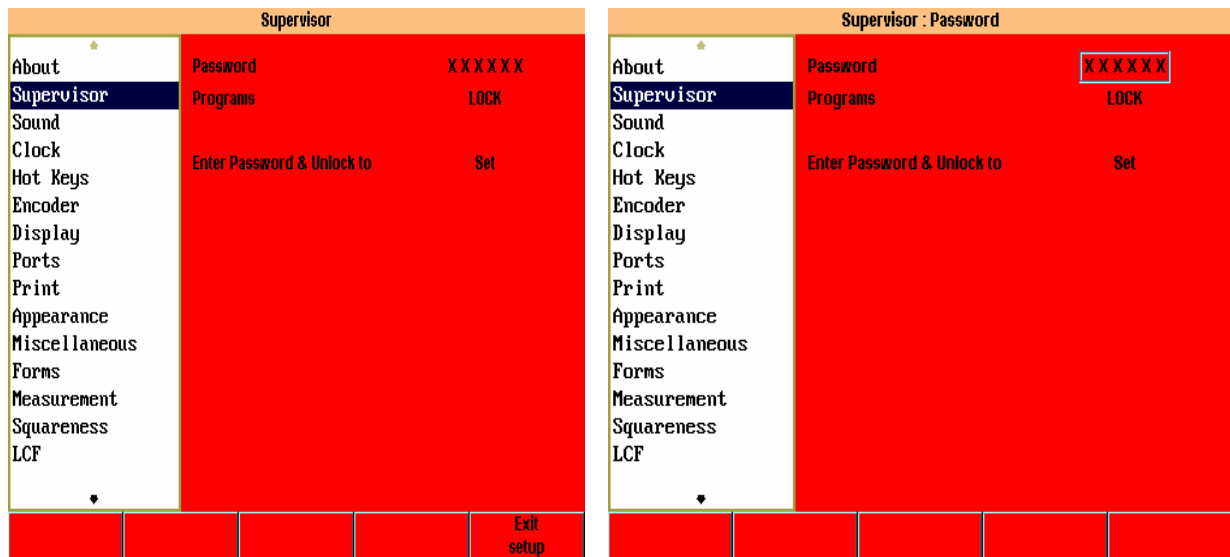 Supervisor
About
Supervisor
Sound
Clock
Hot Keys
Encoder
Display
Ports
Print
Appearance
Miscellaneous
Forms
Measurement
Squareness
LCF
Password XXXXXX
Programs LOCK
Enter Password & Unlock to Set
Exit
setup
Supervisor : Password
About
Supervisor
Sound
Clock
Hot Keys
Encoder
Display
Ports
Print
Appearance
Miscellaneous
Forms
Measurement
Squareness
LCF
Password XXXXXX
Programs LOCK
Enter Password & Unlock to Set